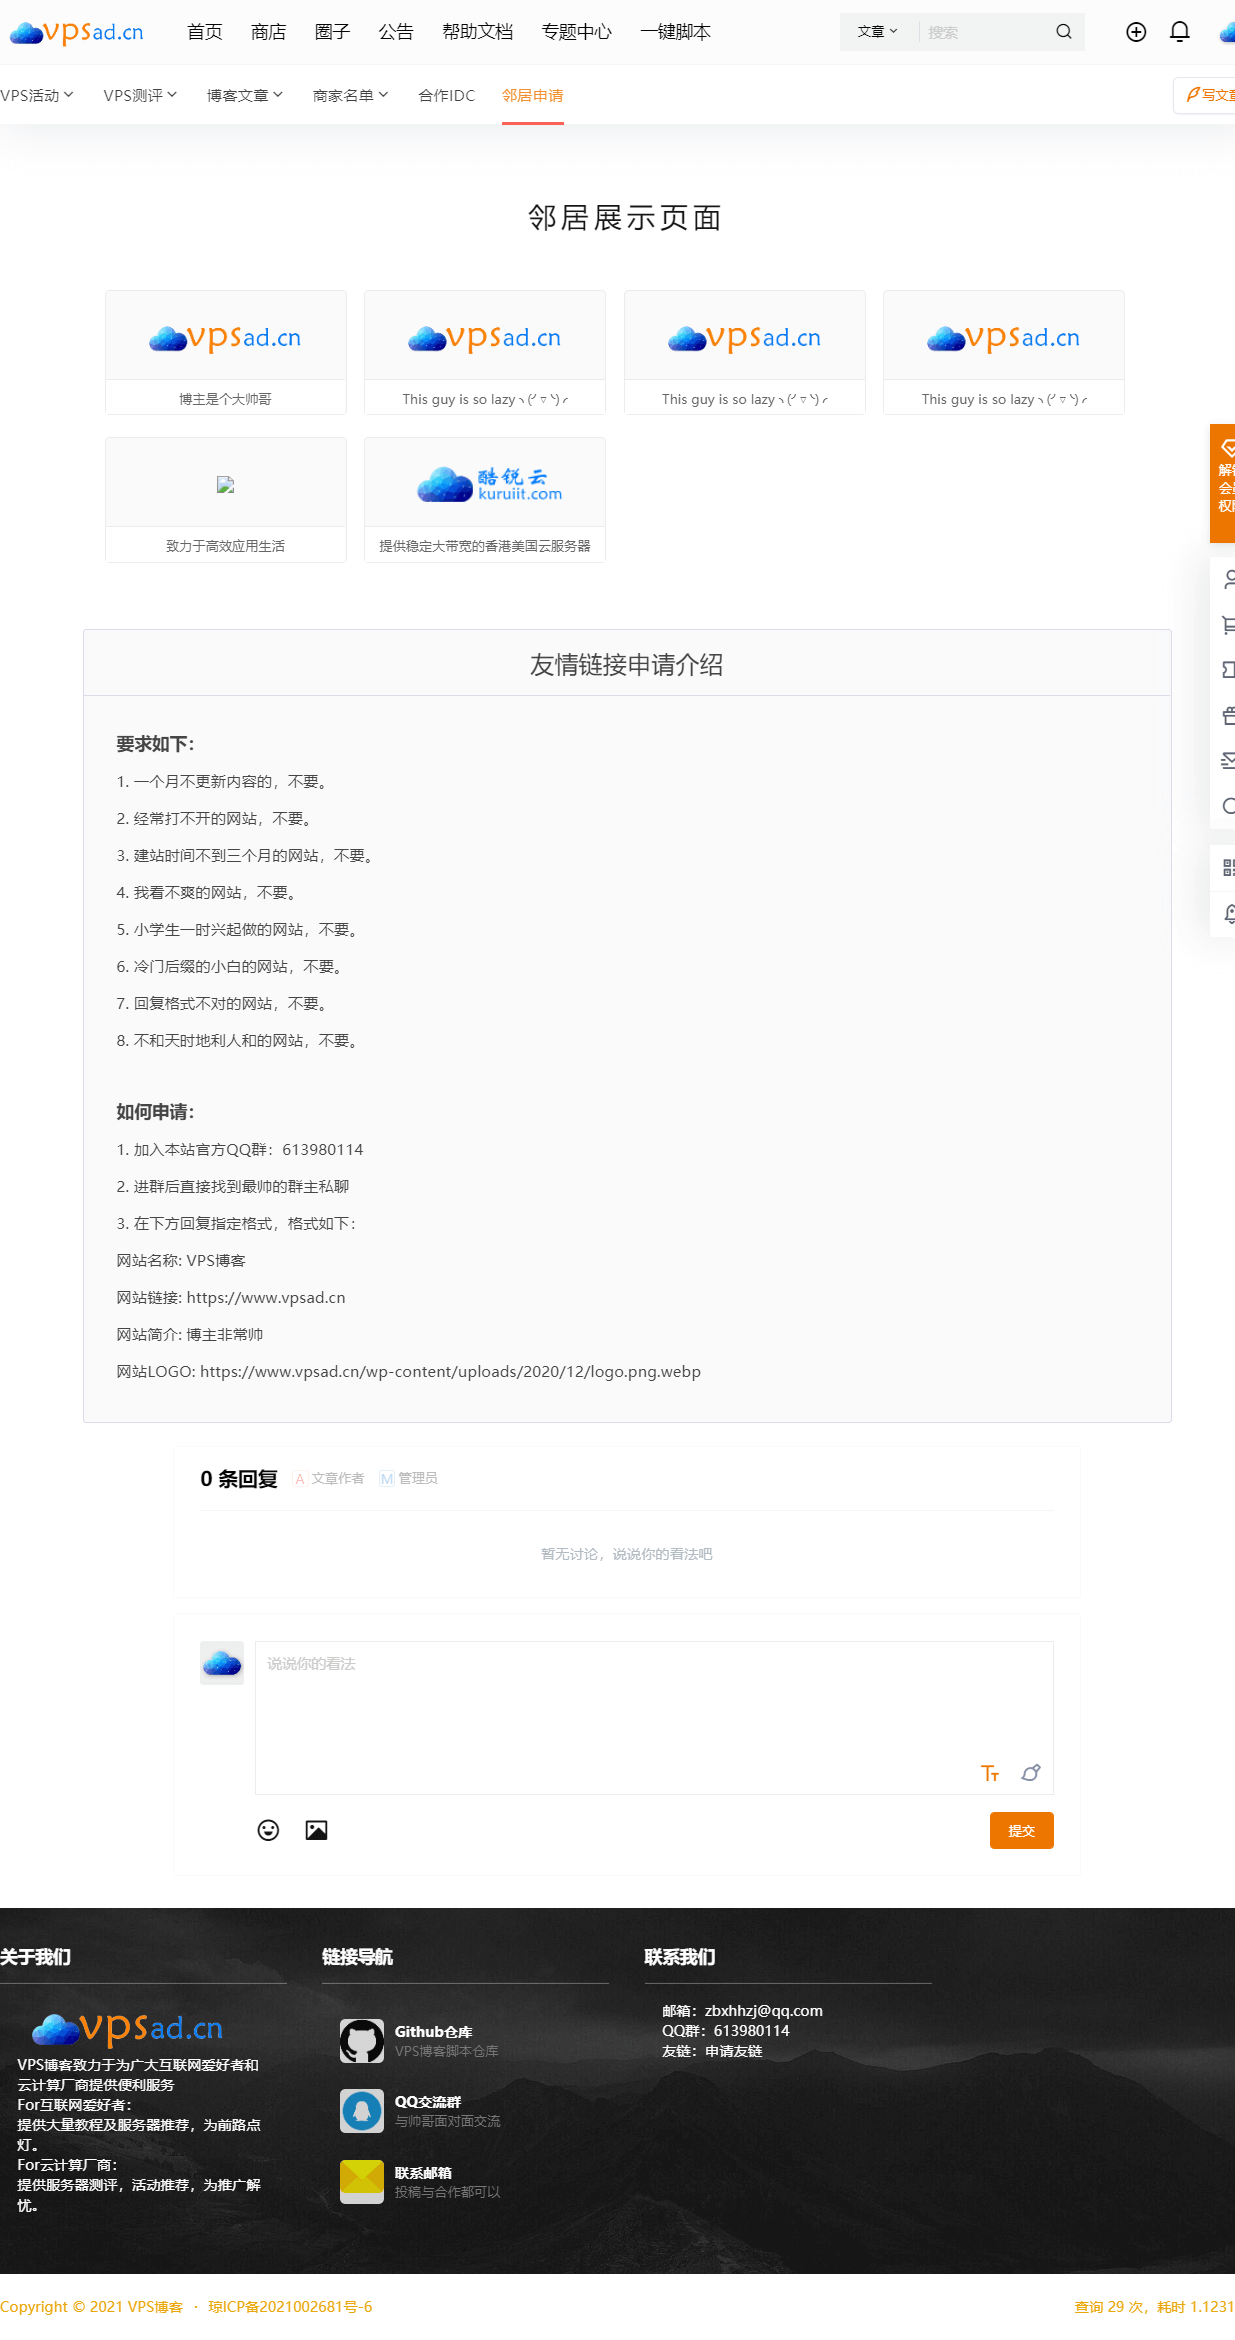 vpsad.cn 首页 商店 圈子 公告 帮助文档 专题中心 一键脚本 文章 搜索
VPS活动 VPS测评 博客文章 商家名单 合作IDC 邻居申请 写文章
邻居展示页面
vpsad.cn vpsad.cn vpsad.cn vpsad.cn
博主是个大帅哥 This guy is so lazy ╮(╯▽╰)╭ This guy is so lazy ╮(╯▽╰)╭ This guy is so lazy ╮(╯▽╰)╭
酷锐云
kuruiit.com
致力于高效应用生活 提供稳定大带宽的香港美国云服务器
友情链接申请介绍
要求如下：
1. 一个月不更新内容的，不要。
2. 经常打不开的网站，不要。
3. 建站时间不到三个月的网站，不要。
4. 我看不爽的网站，不要。
5. 小学生一时兴起做的网站，不要。
6. 冷门后缀的小白的网站，不要。
7. 回复格式不对的网站，不要。
8. 不和天时地利人和的网站，不要。
如何申请：
1. 加入本站官方QQ群：613980114
2. 进群后直接找到最帅的群主私聊
3. 在下方回复指定格式，格式如下：
网站名称: VPS博客
网站链接: https://www.vpsad.cn
网站简介: 博主非常帅
网站LOGO: https://www.vpsad.cn/wp-content/uploads/2020/12/logo.png.webp
0 条回复 A 文章作者 M 管理员
暂无讨论，说说你的看法吧
说说你的看法
提交
关于我们
vpsad.cn
VPS博客致力于为广大互联网爱好者和
云计算厂商提供便利服务
For互联网爱好者：
提供大量教程及服务器推荐，为前路点
灯。
For云计算厂商：
提供服务器测评，活动推荐，为推广解
忧。
链接导航
Github仓库
VPS博客脚本仓库
QQ交流群
与帅哥面对面交流
联系邮箱
投稿与合作都可以
联系我们
邮箱：zbxhhzj@qq.com
QQ群：613980114
友链：申请友链
Copyright © 2021 VPS博客 · 琼ICP备2021002681号-6 查询 29 次，耗时 1.1231